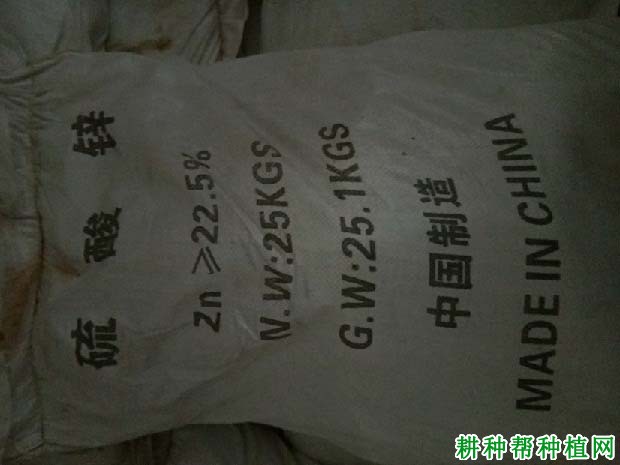 硫酸锌
Zn ≥22.5%
N.W:25KGS
G.W:25.1KGS
中国制造
MADE IN CHINA
耕种帮种植网